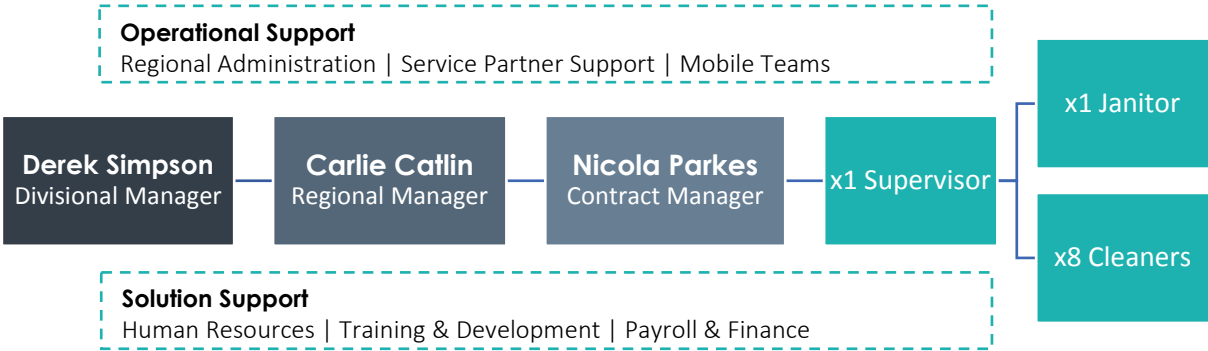 Operational Support
Regional Administration | Service Partner Support | Mobile Teams
Derek Simpson
Divisional Manager
Carlie Catlin
Regional Manager
Nicola Parkes
Contract Manager
x1 Supervisor
x1 Janitor
x8 Cleaners
Solution Support
Human Resources | Training & Development | Payroll & Finance